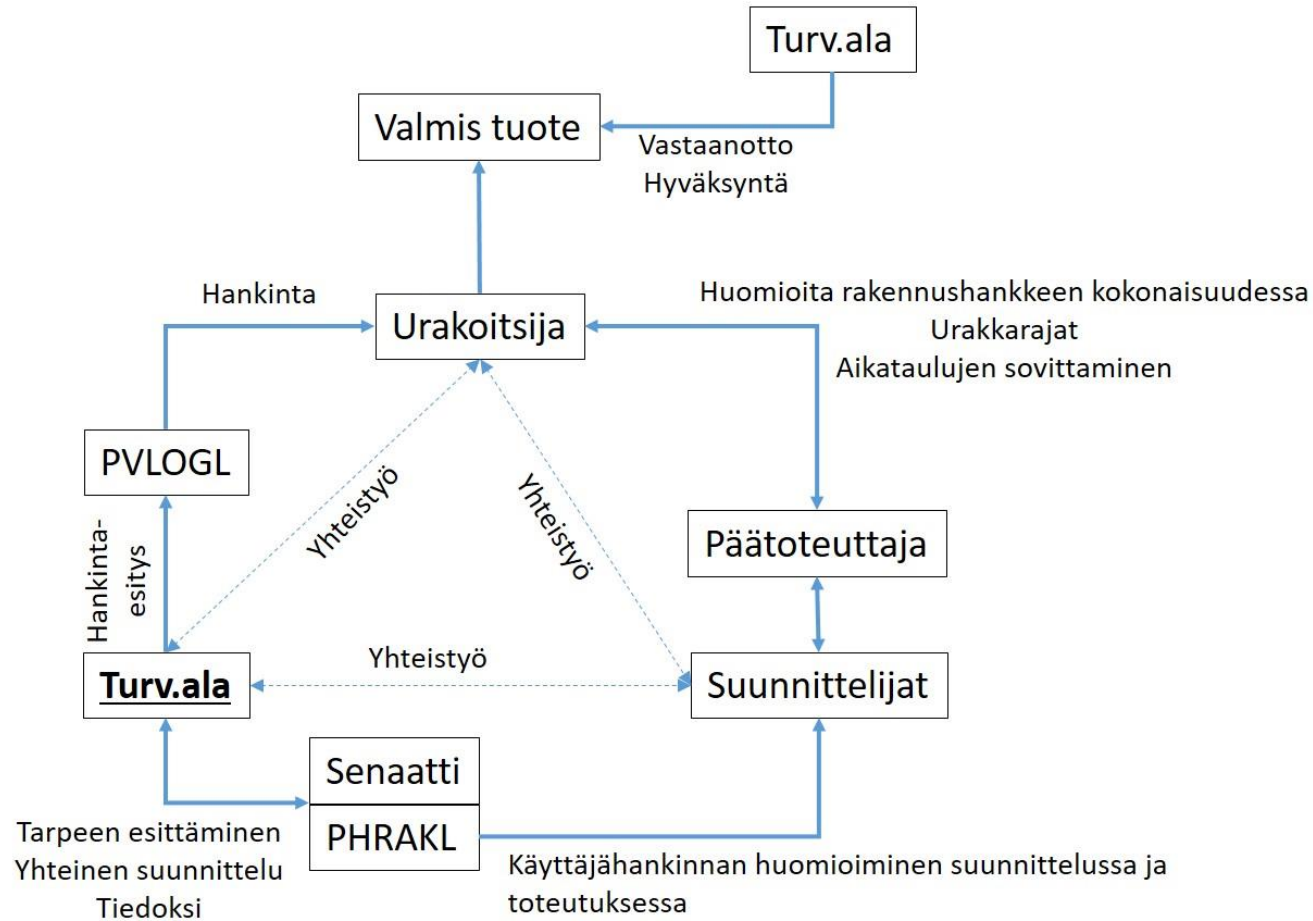 Turv.ala
Valmis tuote
Vastaanotto
Hyväksyntä
Hankinta
Urakoitsija
Huomioita rakennushankkeen kokonaisuudessa
Urakkarajat
Aikataulujen sovittaminen
PVLOGL
Yhteistyö
Yhteistyö
Päätoteuttaja
Hankinta-
esitys
Yhteistyö
Turv.ala
Suunnittelijat
Senaatti
PHRAKL
Tarpeen esittäminen
Yhteinen suunnittelu
Tiedoksi
Käyttäjähankinnan huomioiminen suunnittelussa ja
toteutuksessa